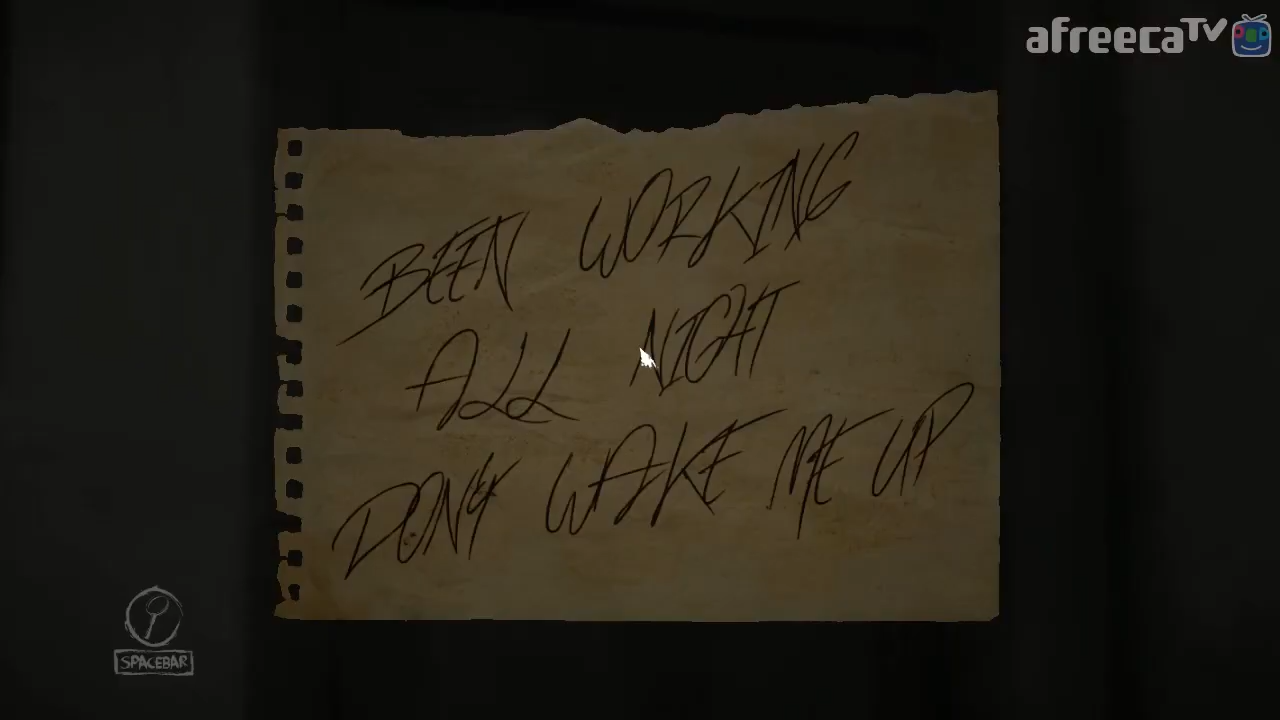 afreecaTV
BEEN WORKING
ALL NIGHT
DON'T WAKE ME UP
SPACEBAR